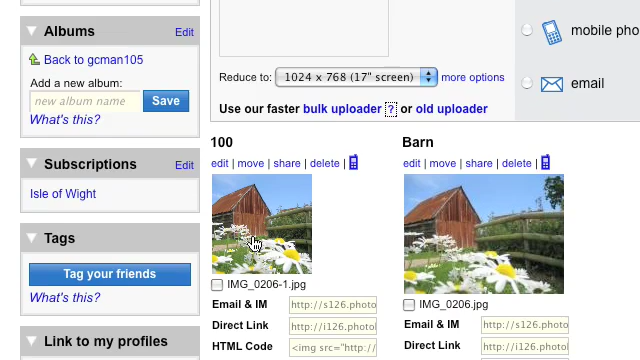 Albums
Edit
Back to gcman105
Add a new album:
new album name
Save
What's this?
Subscriptions
Edit
Isle of Wight
Tags
Tag your friends
What's this?
Link to my profiles
Reduce to:
1024 x 768 (17" screen)
more options
Use our faster bulk uploader ? or old uploader
mobile pho
email
100
edit | move | share | delete |
IMG_0206-1.jpg
Email & IM
http://s126.photo
Direct Link
http://i126.photol
HTML Code
<img src="http://
Barn
edit | move | share | delete |
IMG_0206.jpg
Email & IM
http://s126.photo
Direct Link
http://i126.photol